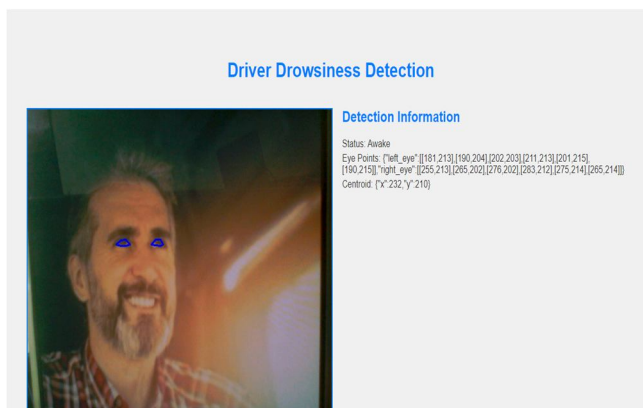 Driver Drowsiness Detection
Detection Information
Status: Awake
Eye Points: {"left_eye":[[181,213],[190,204],[202,203],[211,213],[201,215],
[190,215]],"right_eye":[[255,213],[265,202],[276,202],[283,212],[275,214],[265,214]]}
Centroid: {"x":232,"y":210}